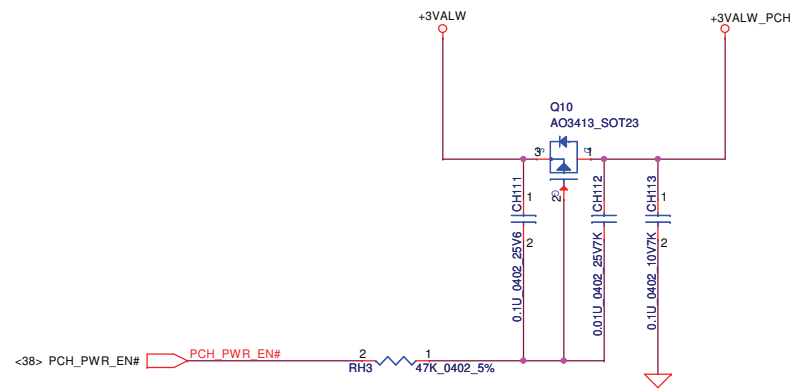 +3VALW
+3VALW_PCH
Q10
AO3413_SOT23
3
S
D
1
G
2
CH111
1
2
0.1U_0402_25V6
CH112
0.01U_0402_25V7K
CH113
1
2
0.1U_0402_10V7K
<38> PCH_PWR_EN#
PCH_PWR_EN#
2
1
RH3
47K_0402_5%